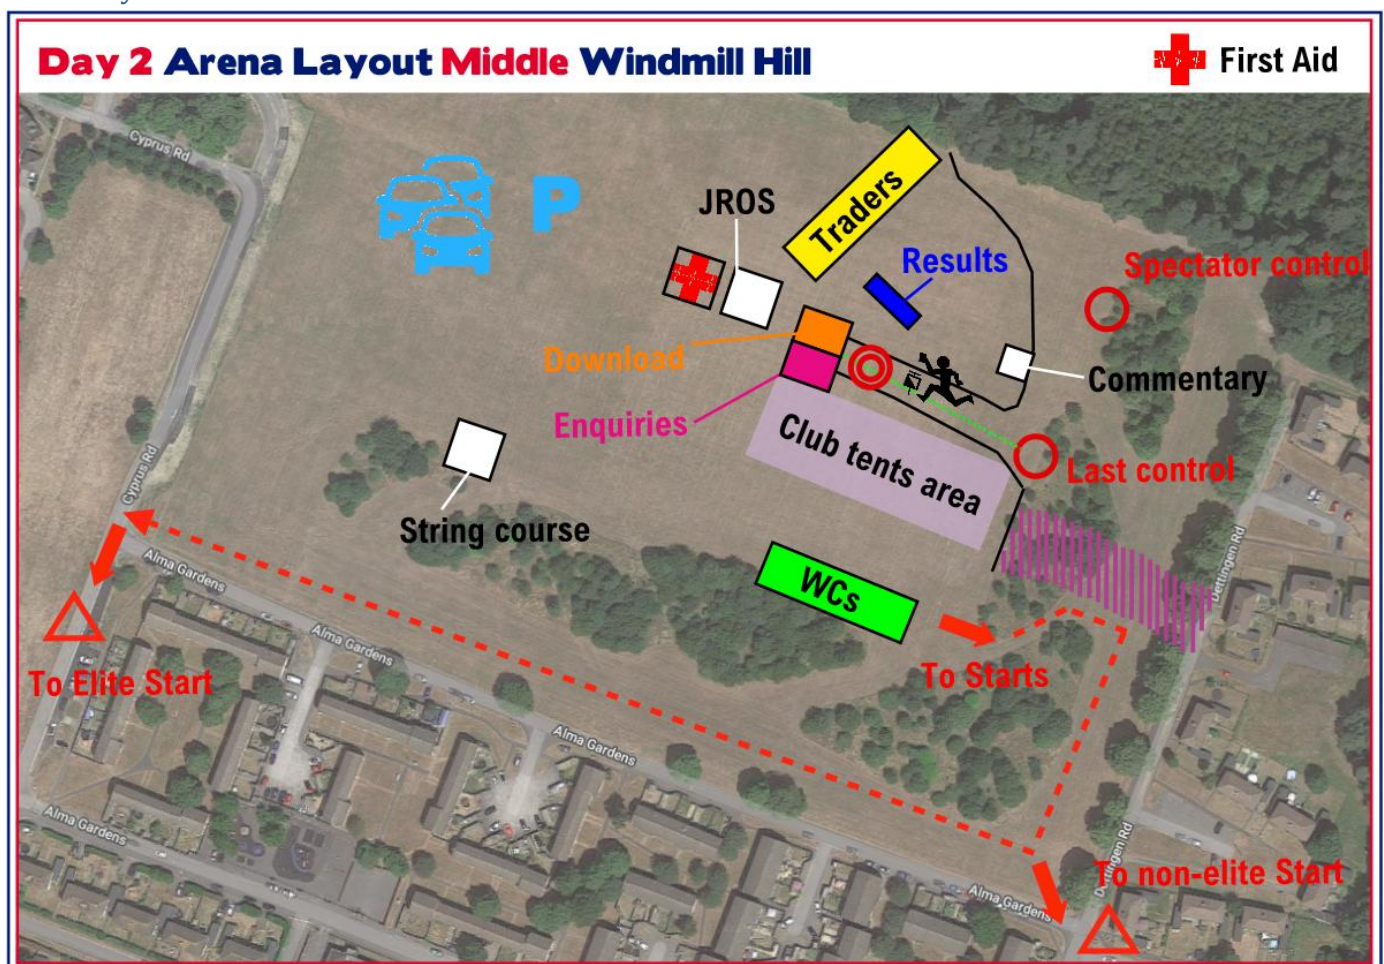 Day 2 Arena Layout Middle Windmill Hill
First Aid
Cyprus Rd
P
JROS
Traders
Results
Spectator control
Download
Commentary
Enquiries
Club tents area
Last control
Cyprus Rd
String course
Alma Gardens
WCs
Dettingen Rd
Alma Gardens
To Elite Start
To Starts
Alma Gardens
Alma Gardens
Dettingen Rd
To non-elite Start
Alma Gardens